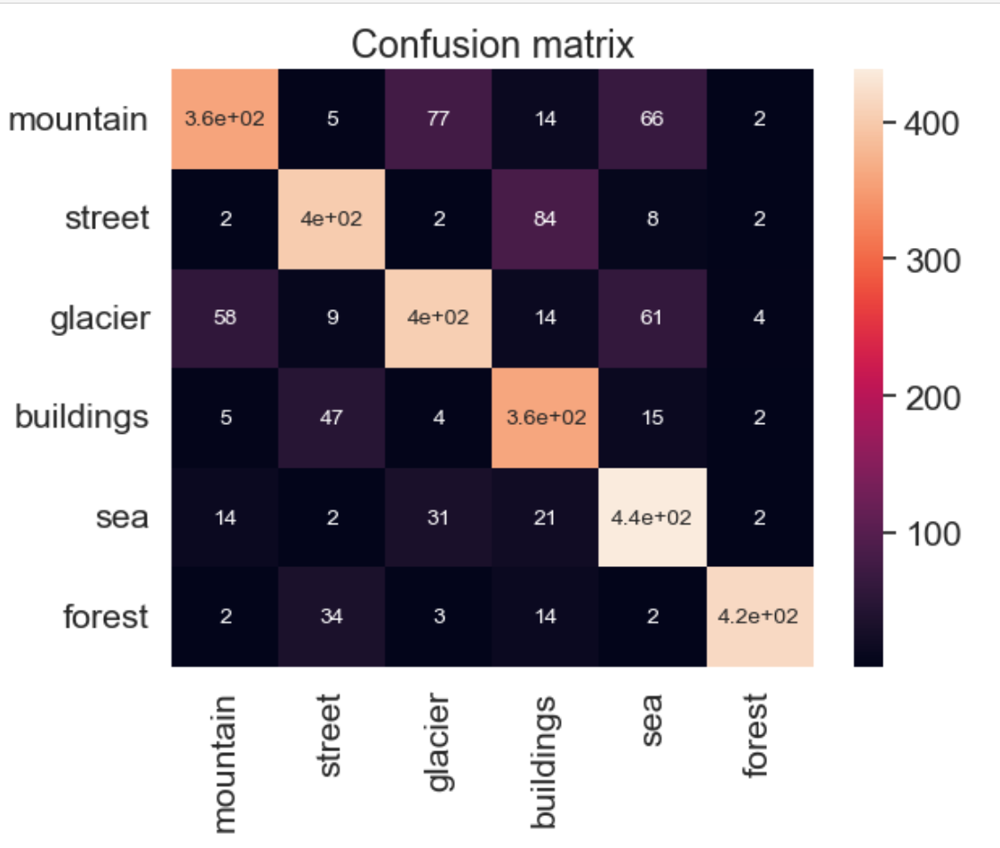 Confusion matrix
mountain 3.6e+02 5 77 14 66 2
street 2 4e+02 2 84 8 2
glacier 58 9 4e+02 14 61 4
buildings 5 47 4 3.6e+02 15 2
sea 14 2 31 21 4.4e+02 2
forest 2 34 3 14 2 4.2e+02
mountain street glacier buildings sea forest
400
300
200
100